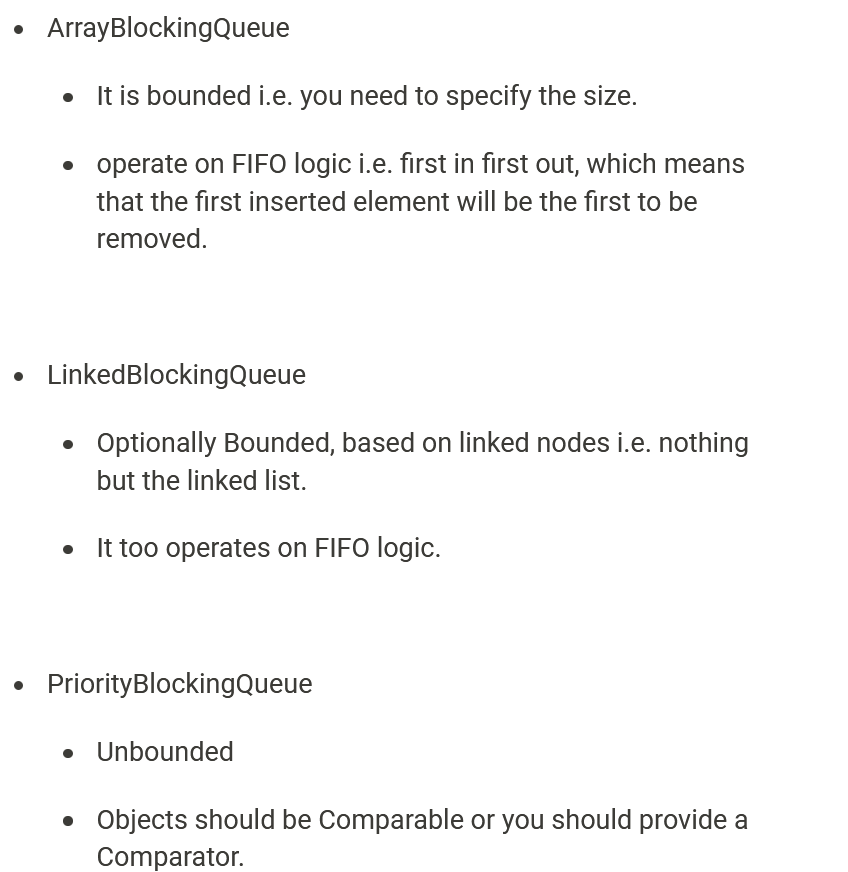 ArrayBlockingQueue
It is bounded i.e. you need to specify the size.
operate on FIFO logic i.e. first in first out, which means
that the first inserted element will be the first to be
removed.
LinkedBlockingQueue
Optionally Bounded, based on linked nodes i.e. nothing
but the linked list.
It too operates on FIFO logic.
PriorityBlockingQueue
Unbounded
Objects should be Comparable or you should provide a
Comparator.